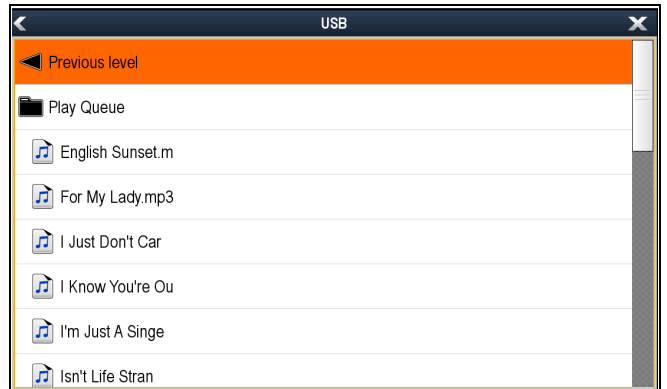 USB
Previous level
Play Queue
English Sunset.m
For My Lady.mp3
I Just Don't Car
I Know You're Ou
I'm Just A Singe
Isn't Life Stran